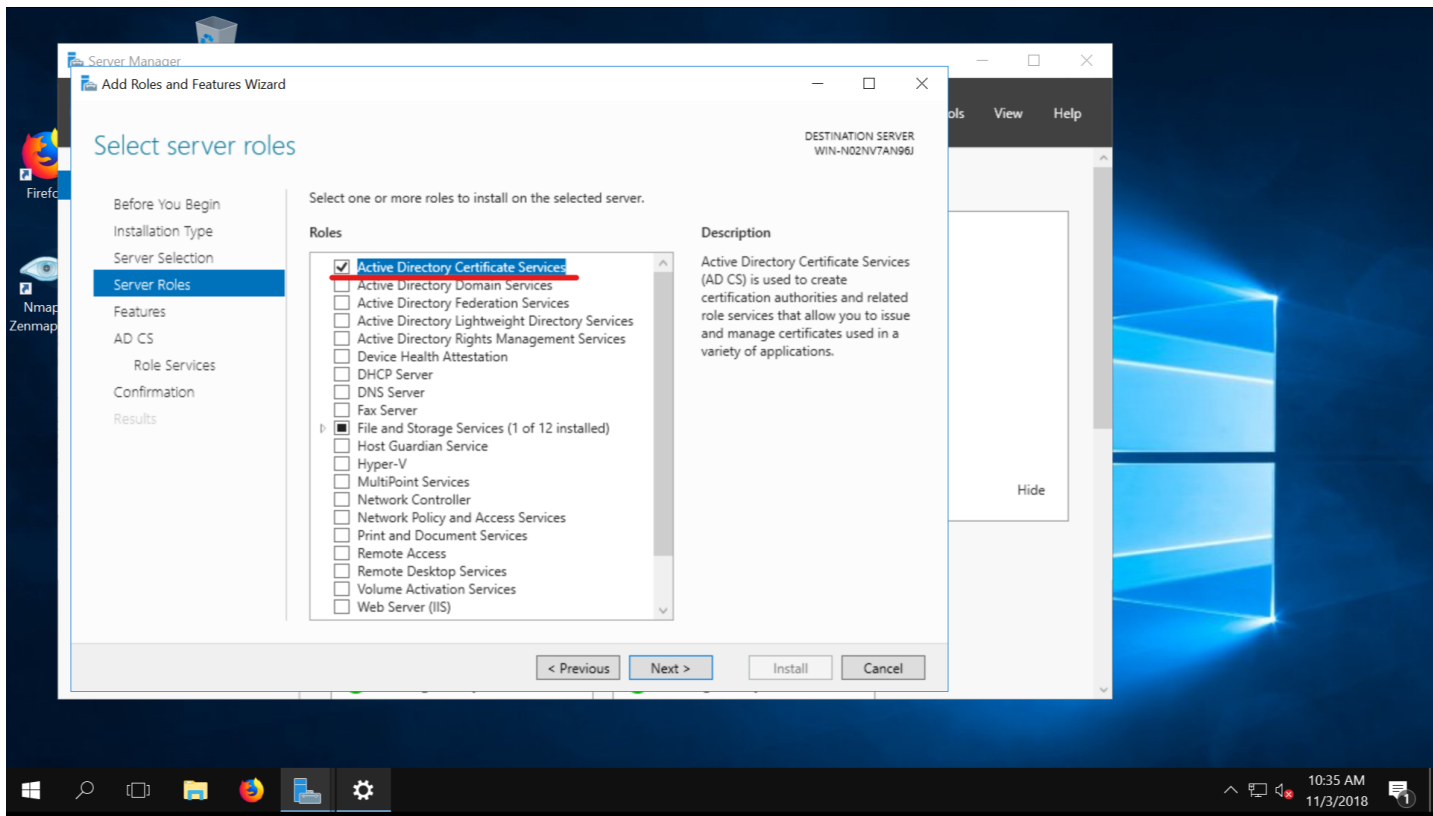 Server Manager
Add Roles and Features Wizard
View
Help
Select server roles
DESTINATION SERVER
WIN-N02NV7AN96J
Before You Begin
Installation Type
Server Selection
Server Roles
Features
AD CS
Role Services
Confirmation
Results
Select one or more roles to install on the selected server.
Roles
Active Directory Certificate Services
Active Directory Domain Services
Active Directory Federation Services
Active Directory Lightweight Directory Services
Active Directory Rights Management Services
Device Health Attestation
DHCP Server
DNS Server
Fax Server
File and Storage Services (1 of 12 installed)
Host Guardian Service
Hyper-V
MultiPoint Services
Network Controller
Network Policy and Access Services
Print and Document Services
Remote Access
Remote Desktop Services
Volume Activation Services
Web Server (IIS)
Description
Active Directory Certificate Services
(AD CS) is used to create
certification authorities and related
role services that allow you to issue
and manage certificates used in a
variety of applications.
Hide
< Previous
Next >
Install
Cancel
Nmap
Zenmap
10:35 AM
11/3/2018
1